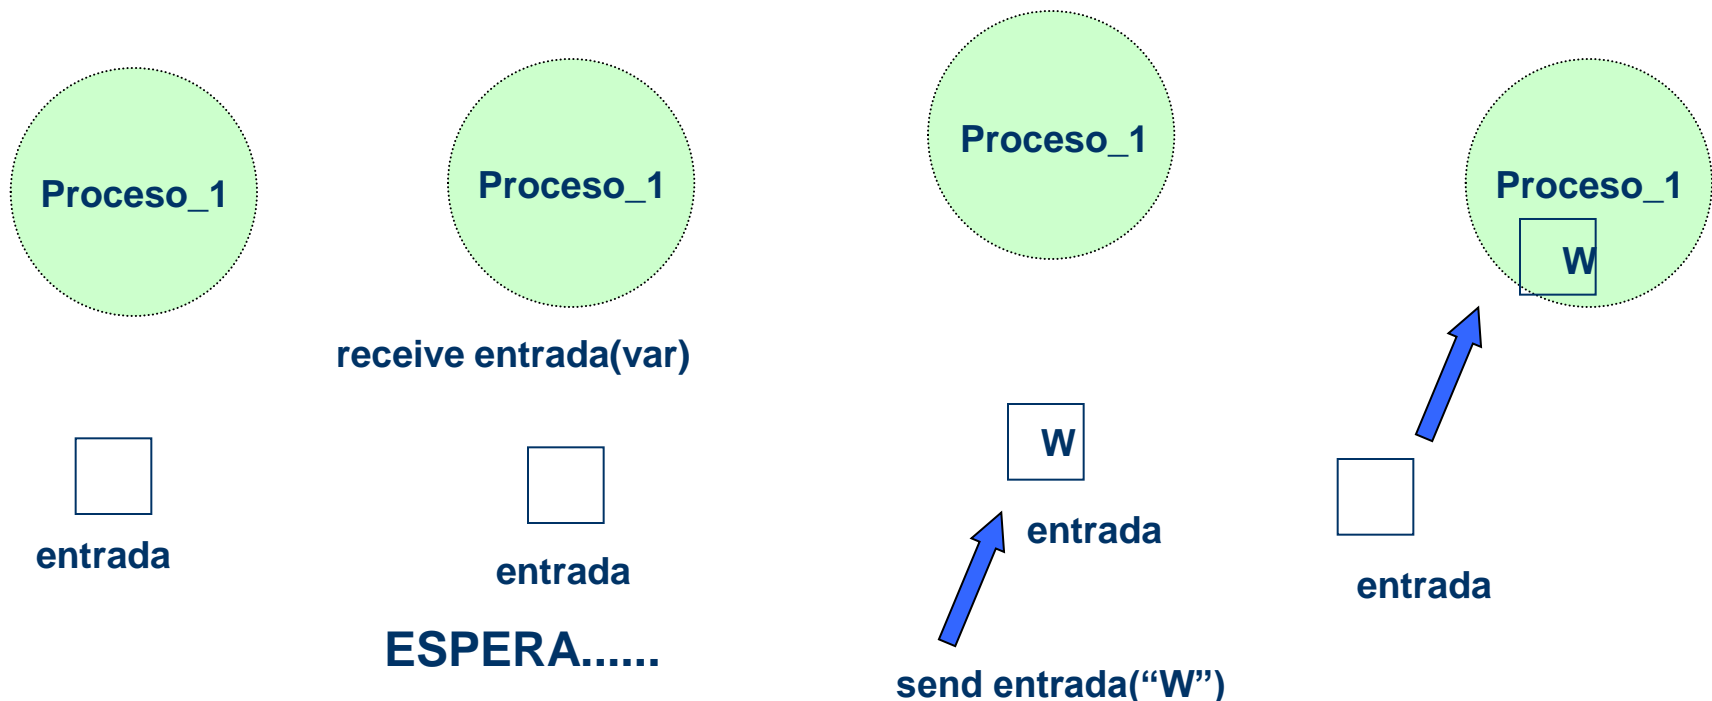 Proceso_1
entrada
Proceso_1
receive entrada(var)
entrada
ESPERA......
Proceso_1
W
entrada
send entrada(“W”)
Proceso_1
W
entrada